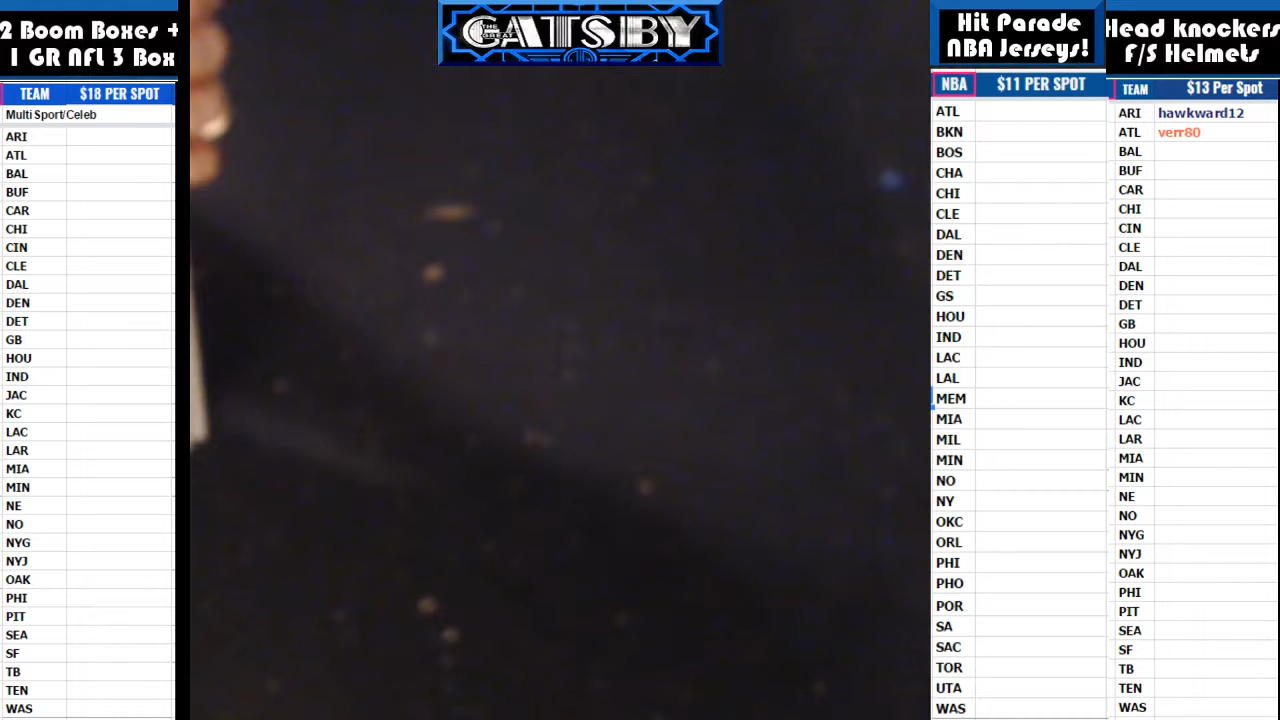 2 Boom Boxes +
1 GR NFL 3 Box
TEAM $18 PER SPOT
Multi Sport/Celeb
ARI
ATL
BAL
BUF
CAR
CHI
CIN
CLE
DAL
DEN
DET
GB
HOU
IND
JAC
KC
LAC
LAR
MIA
MIN
NE
NO
NYG
NYJ
OAK
PHI
PIT
SEA
SF
TB
TEN
WAS
THE GREAT
GATSBY
Hit Parade
NBA Jerseys!
NBA $11 PER SPOT
ATL
BKN
BOS
CHA
CHI
CLE
DAL
DEN
DET
GS
HOU
IND
LAC
LAL
MEM
MIA
MIL
MIN
NO
NY
OKC
ORL
PHI
PHO
POR
SA
SAC
TOR
UTA
WAS
Head knockers
F/S Helmets
TEAM $13 Per Spot
ARI hawkward12
ATL verr80
BAL
BUF
CAR
CHI
CIN
CLE
DAL
DEN
DET
GB
HOU
IND
JAC
KC
LAC
LAR
MIA
MIN
NE
NO
NYG
NYJ
OAK
PHI
PIT
SEA
SF
TB
TEN
WAS